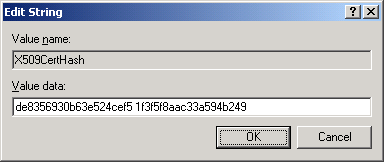 Edit String
Value name:
X509CertHash
Value data:
de8356930b63e524cef5 1f3f5f8aac33a594b249
OK
Cancel